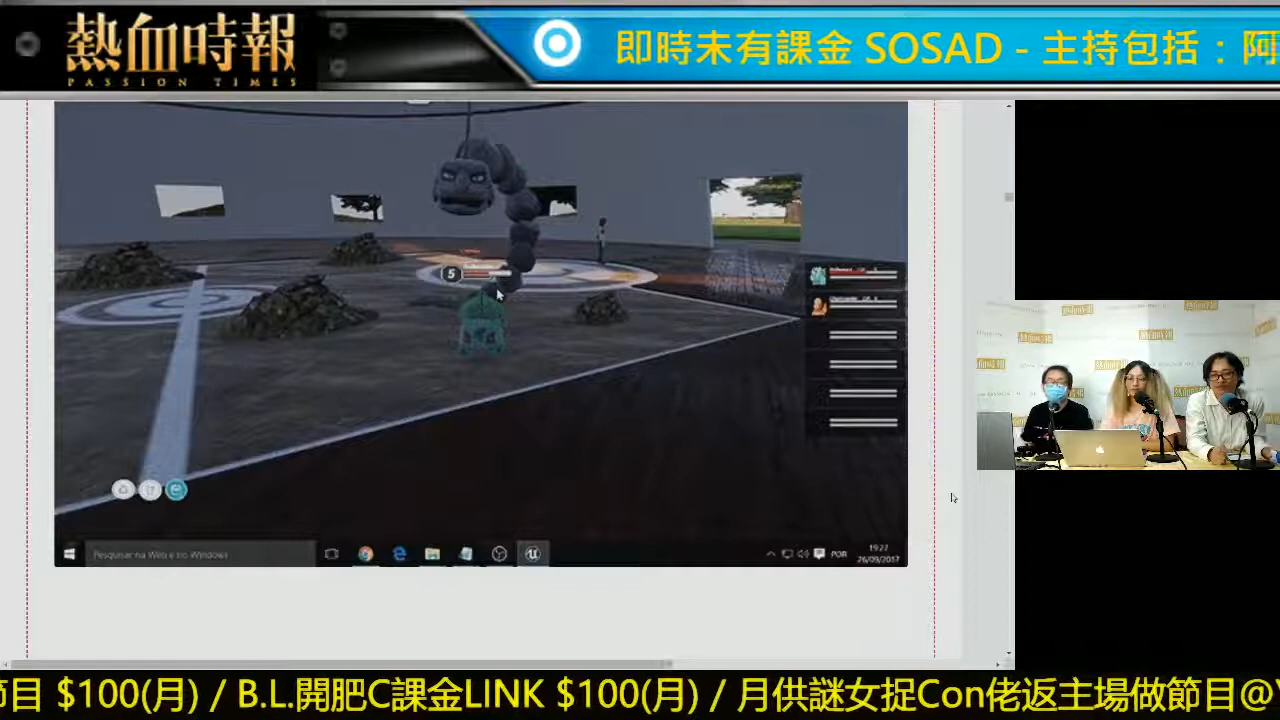 熱血時報
PASSION TIMES
即時未有課金 SOSAD - 主持包括：阿
5
Pesquisar na Web e no Windows
POR
19:27
26/09/2017
節目 $100(月) / B.L.開肥C課金LINK $100(月) / 月供謎女捉Con佬返主場做節目@